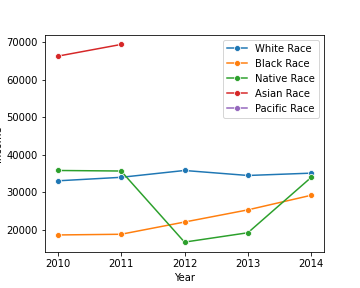 70000
60000
50000
40000
30000
20000
White Race
Black Race
Native Race
Asian Race
Pacific Race
2010 2011 2012 2013 2014
Year